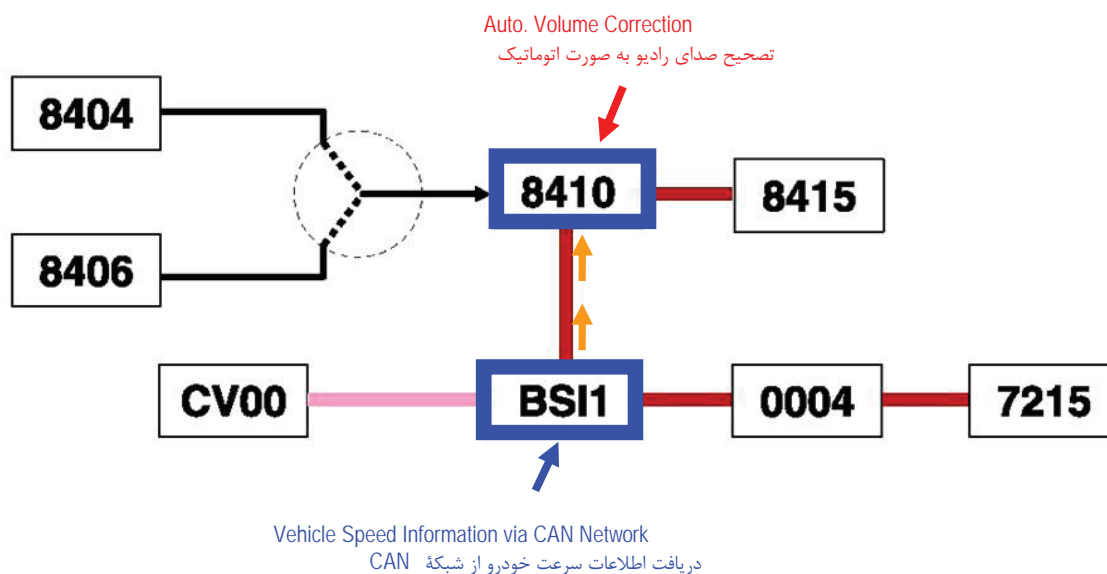 Auto. Volume Correction
تصحیح صدای رادیو به صورت اتوماتیک
8404
8410
8415
8406
CV00
BSI1
0004
7215
Vehicle Speed Information via CAN Network
دریافت اطلاعات سرعت خودرو از شبکۀ CAN